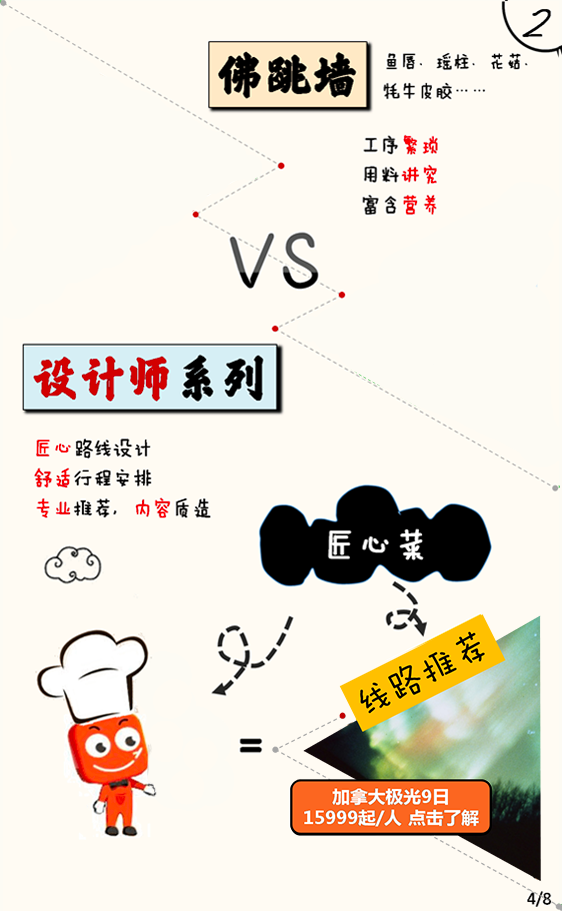 2
佛跳墙
鱼唇．瑶柱．花菇．
牦牛皮胶……
工序繁琐
用料讲究
富含营养
VS
设计师系列
匠心路线设计
舒适行程安排
专业推荐，内容质造
匠心菜
线路推荐
=
加拿大极光9日
15999起/人 点击了解
4/8